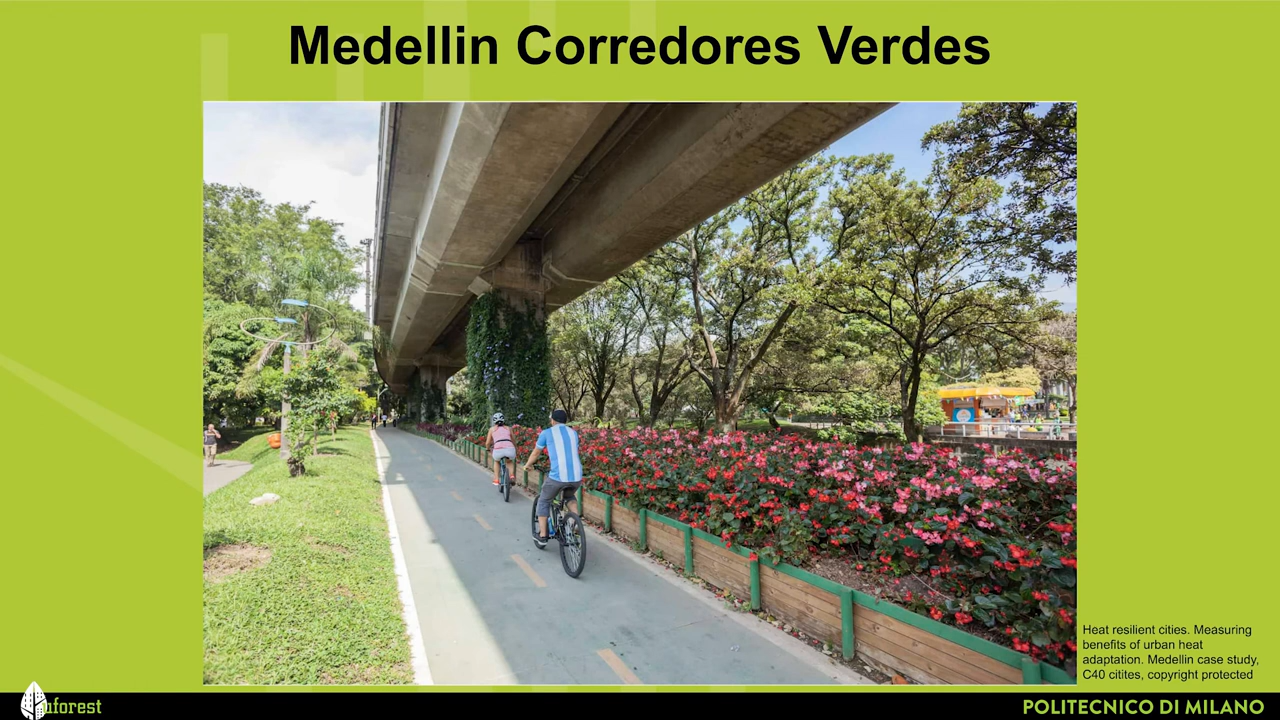 Medellin Corredores Verdes
Heat resilient cities. Measuring
benefits of urban heat
adaptation. Medellin case study,
C40 citites, copyright protected
uforest
POLITECNICO DI MILANO